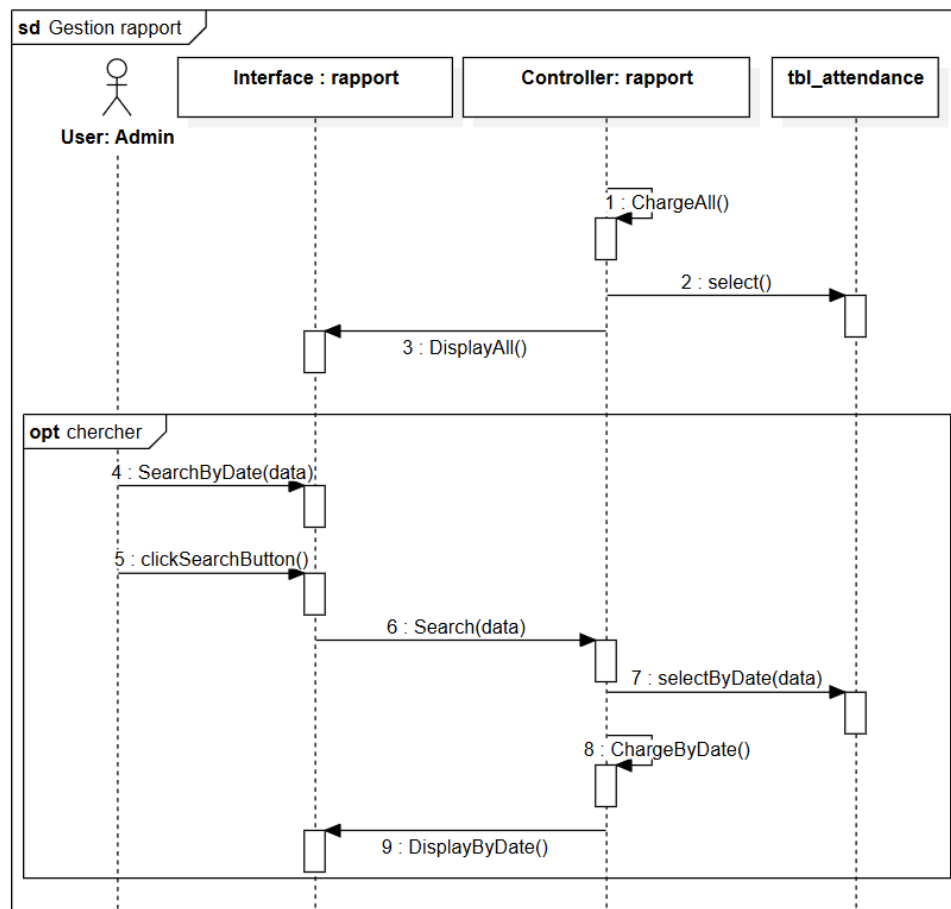 sd Gestion rapport
Interface : rapport
Controller: rapport
tbl_attendance
User: Admin
1 : ChargeAll()
2 : select()
3 : DisplayAll()
opt chercher
4 : SearchByDate(data)
5 : clickSearchButton()
6 : Search(data)
7 : selectByDate(data)
8 : ChargeByDate()
9 : DisplayByDate()